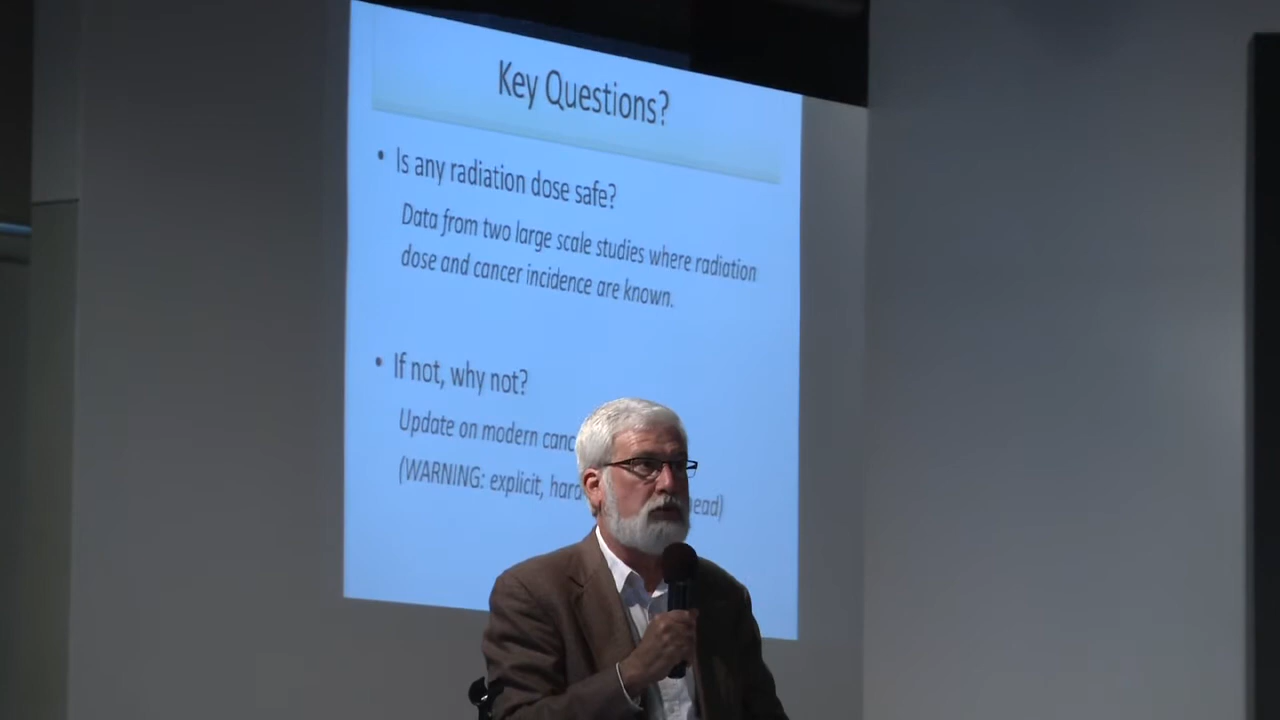 Key Questions?
• Is any radiation dose safe?
Data from two large scale studies where radiation
dose and cancer incidence are known.
• If not, why not?
Update on modern canc
(WARNING: explicit, hard ead)